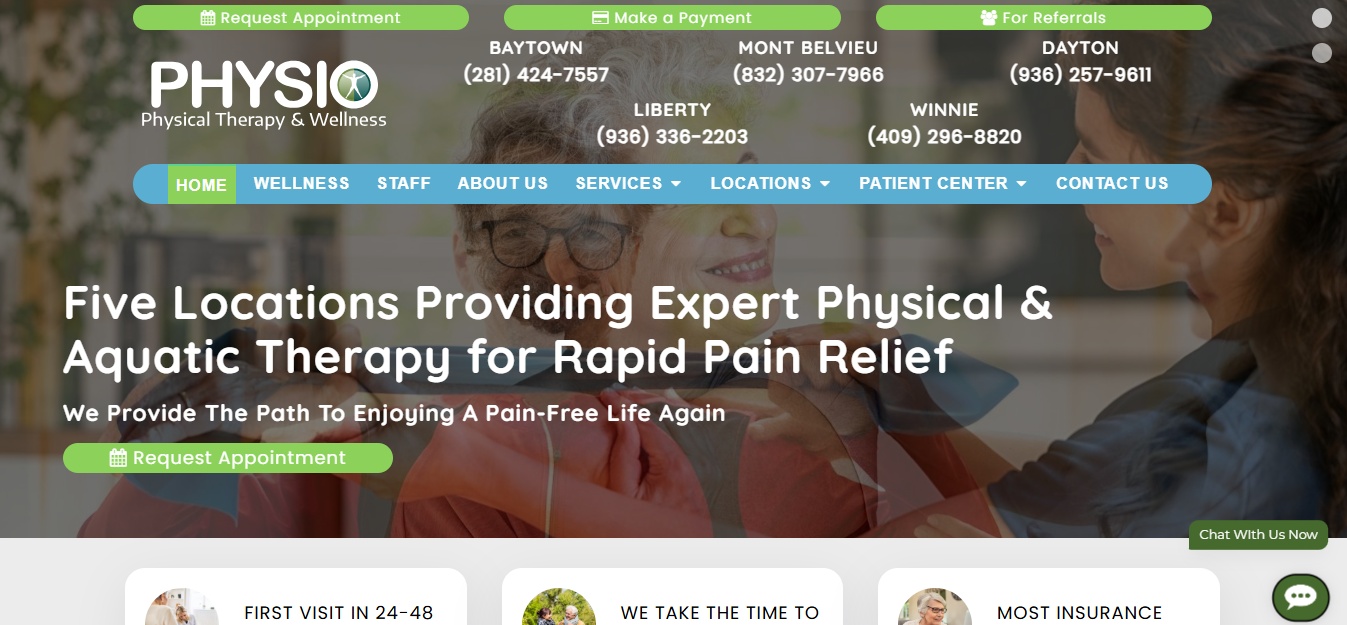 Request Appointment
Make a Payment
For Referrals
BAYTOWN
(281) 424-7557
MONT BELVIEU
(832) 307-7966
DAYTON
(936) 257-9611
PHYSIO
Physical Therapy & Wellness
LIBERTY
(936) 336-2203
WINNIE
(409) 296-8820
HOME WELLNESS STAFF ABOUT US SERVICES LOCATIONS PATIENT CENTER CONTACT US
Five Locations Providing Expert Physical &
Aquatic Therapy for Rapid Pain Relief
We Provide The Path To Enjoying A Pain-Free Life Again
Request Appointment
Chat WIth Us Now
FIRST VISIT IN 24-48
WE TAKE THE TIME TO
MOST INSURANCE